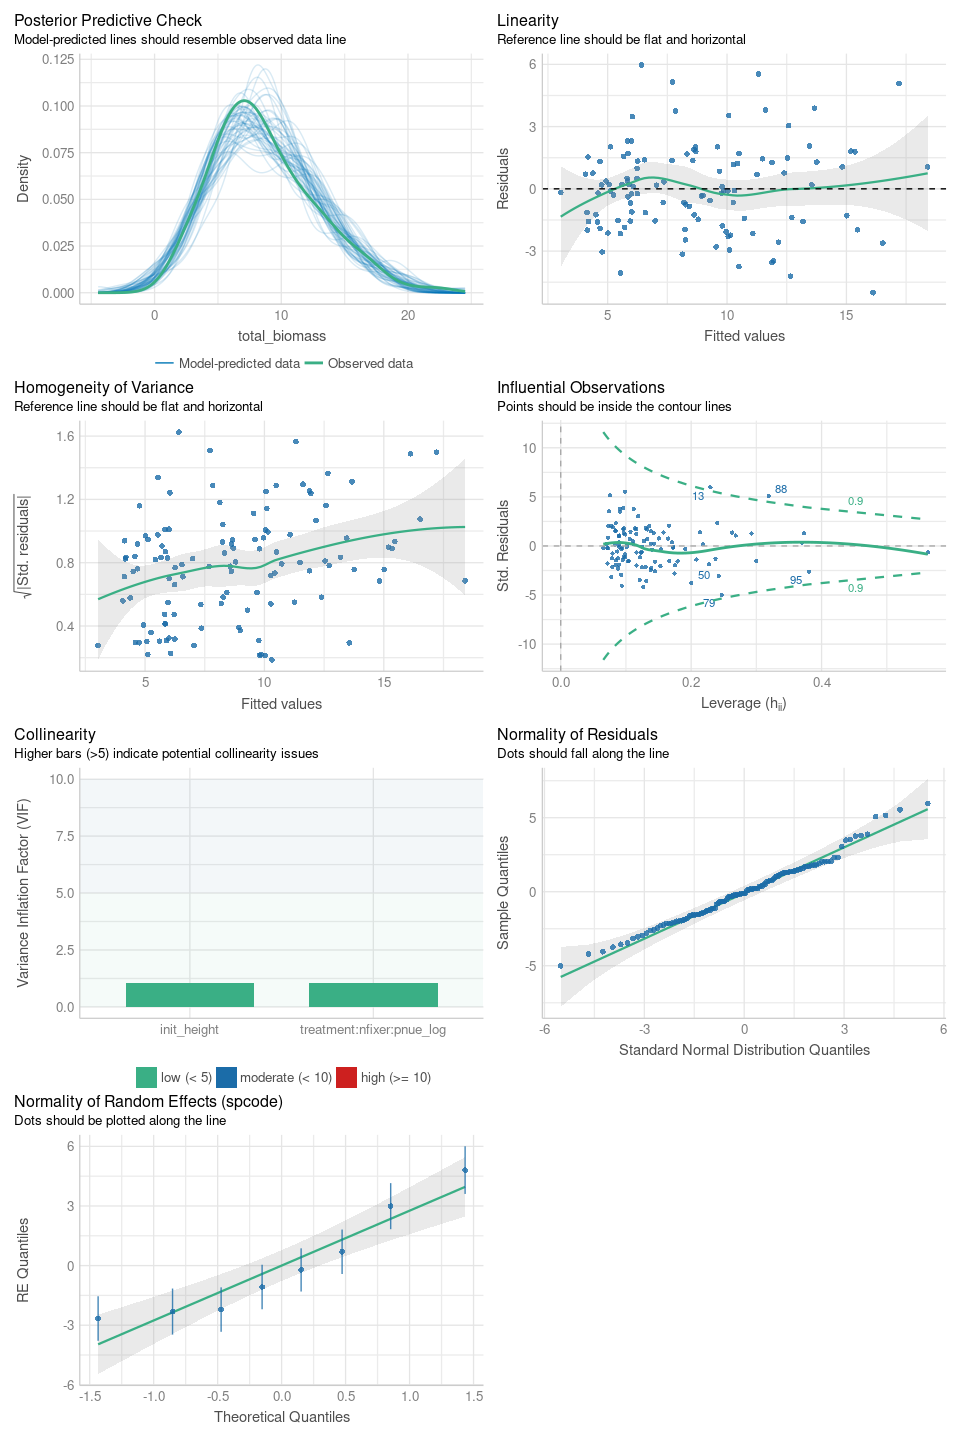 Posterior Predictive Check
Model-predicted lines should resemble observed data line
0.125
0.100
0.075
0.050
0.025
0.000
Density
0
10
20
total_biomass
Model-predicted data
Observed data
Linearity
Reference line should be flat and horizontal
6
3
0
-3
Residuals
5
10
15
Fitted values
Homogeneity of Variance
Reference line should be flat and horizontal
1.6
1.2
0.8
0.4
√|Std. residuals|
5
10
15
Fitted values
Influential Observations
Points should be inside the contour lines
10
5
0
-5
-10
Std. Residuals
13
88
0.9
50
95
0.9
79
0.0
0.2
0.4
Leverage (hii)
Collinearity
Higher bars (>5) indicate potential collinearity issues
10.0
7.5
5.0
2.5
0.0
Variance Inflation Factor (VIF)
init_height
treatment:nfixer:pnue_log
low (< 5)
moderate (< 10)
high (>= 10)
Normality of Residuals
Dots should fall along the line
5
0
-5
Sample Quantiles
-6
-3
0
3
6
Standard Normal Distribution Quantiles
Normality of Random Effects (spcode)
Dots should be plotted along the line
6
3
0
-3
-6
RE Quantiles
-1.5
-1.0
-0.5
0.0
0.5
1.0
1.5
Theoretical Quantiles